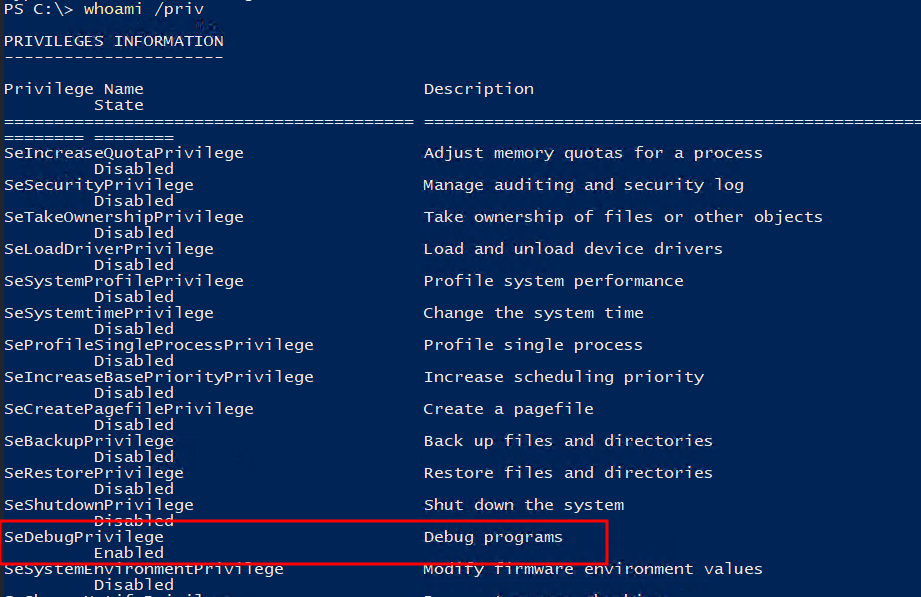 PS C:\> whoami /priv
PRIVILEGES INFORMATION
----------------------
Privilege Name Description
State
========================================= ==================================================
======== ========
SeIncreaseQuotaPrivilege Adjust memory quotas for a process
Disabled
SeSecurityPrivilege Manage auditing and security log
Disabled
SeTakeOwnershipPrivilege Take ownership of files or other objects
Disabled
SeLoadDriverPrivilege Load and unload device drivers
Disabled
SeSystemProfilePrivilege Profile system performance
Disabled
SeSystemtimePrivilege Change the system time
Disabled
SeProfileSingleProcessPrivilege Profile single process
Disabled
SeIncreaseBasePriorityPrivilege Increase scheduling priority
Disabled
SeCreatePagefilePrivilege Create a pagefile
Disabled
SeBackupPrivilege Back up files and directories
Disabled
SeRestorePrivilege Restore files and directories
Disabled
SeShutdownPrivilege Shut down the system
Disabled
SeDebugPrivilege Debug programs
Enabled
SeSystemEnvironmentPrivilege Modify firmware environment values
Disabled